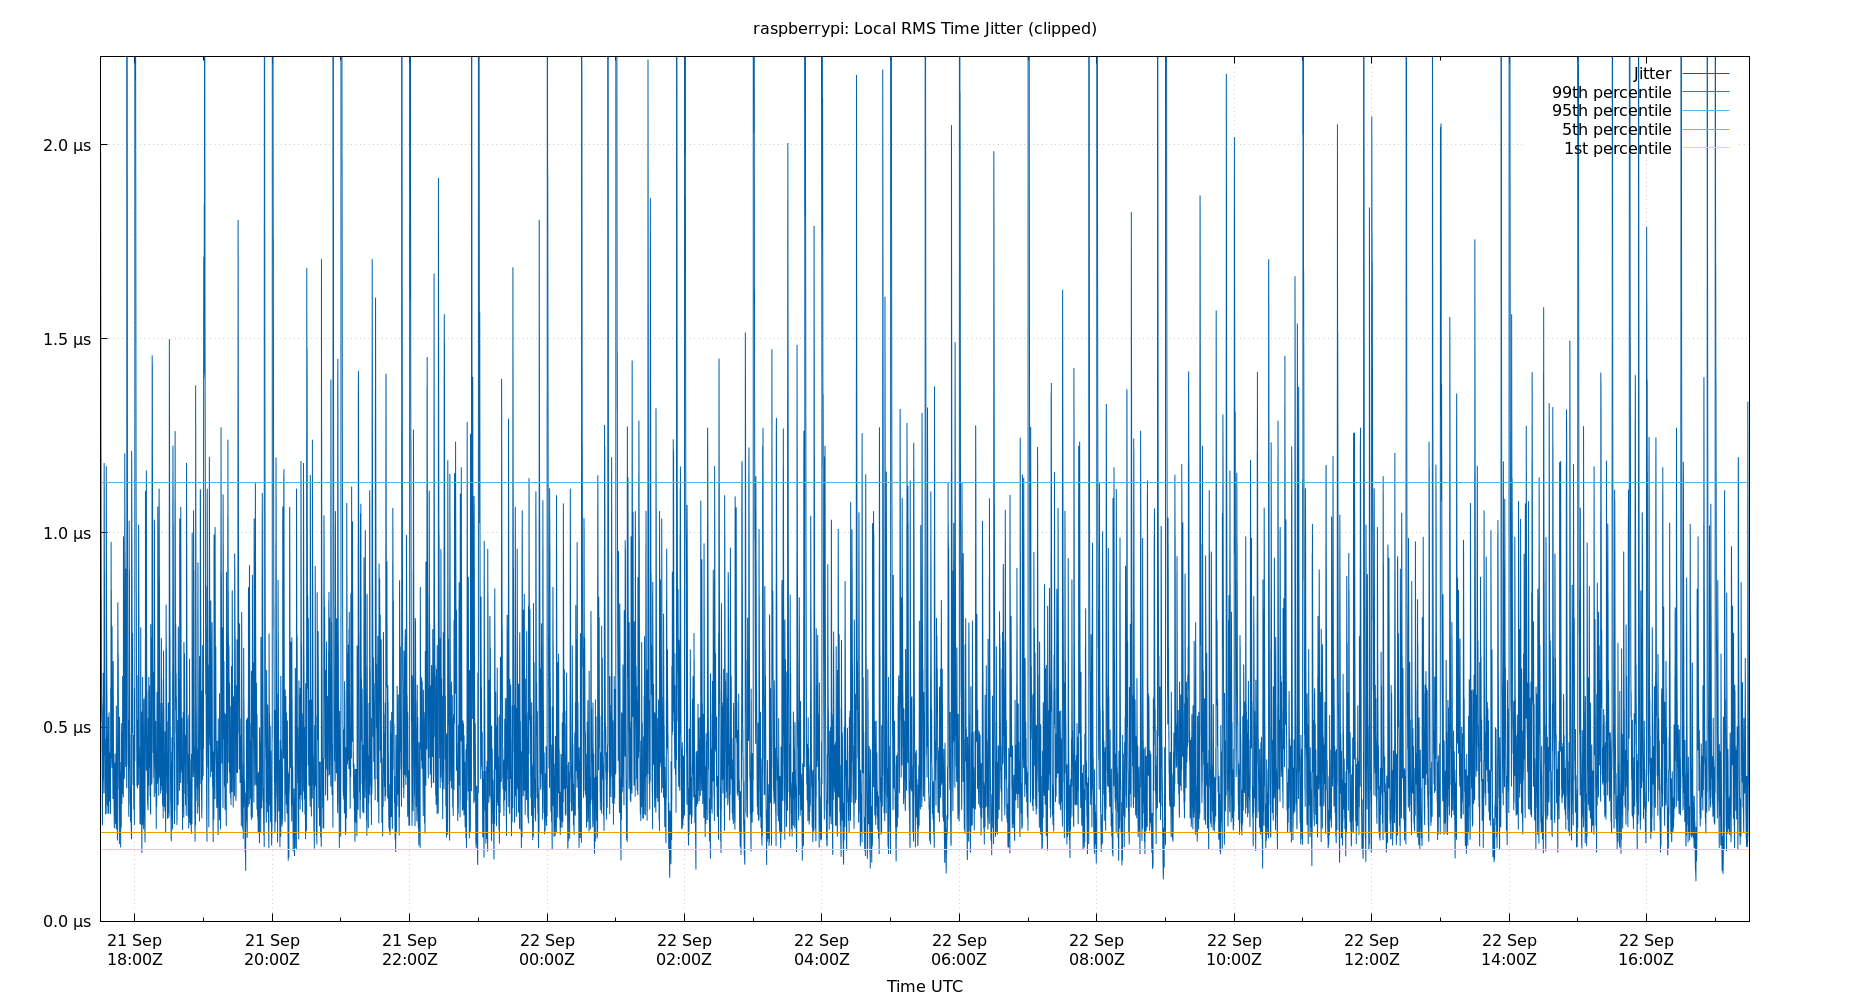 raspberrypi: Local RMS Time Jitter (clipped)
Jitter
99th percentile
95th percentile
5th percentile
1st percentile
2.0 µs
1.5 µs
1.0 µs
0.5 µs
0.0 µs
21 Sep 21 Sep 21 Sep 22 Sep 22 Sep 22 Sep 22 Sep 22 Sep 22 Sep 22 Sep 22 Sep 22 Sep
18:00Z 20:00Z 22:00Z 00:00Z 02:00Z 04:00Z 06:00Z 08:00Z 10:00Z 12:00Z 14:00Z 16:00Z
Time UTC